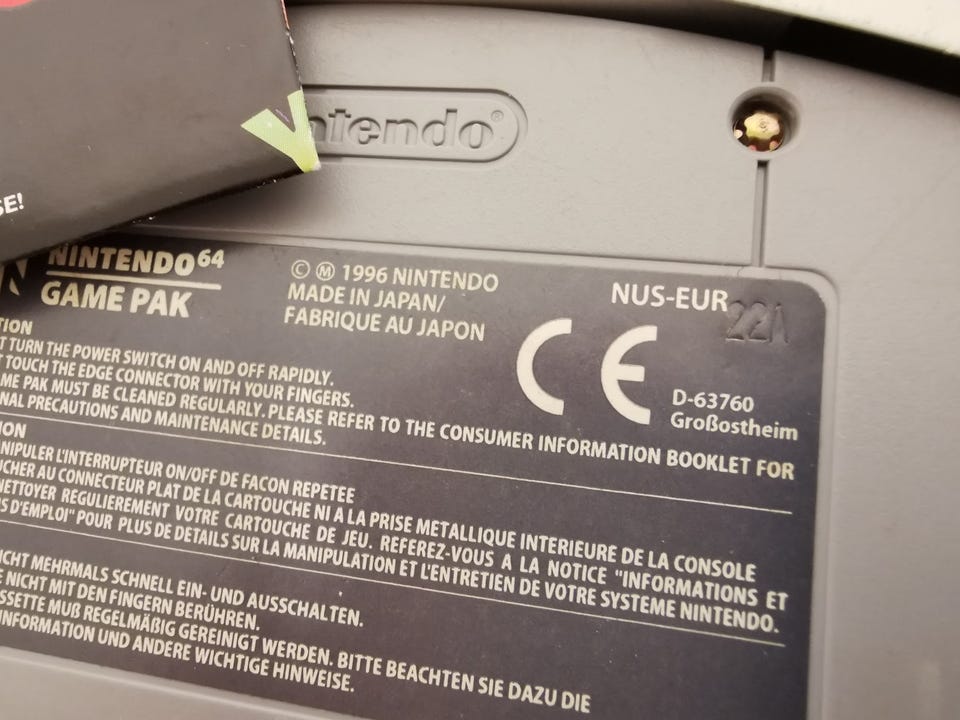 SE!
ntendo®
NINTENDO64
GAME PAK
© Ⓜ 1996 NINTENDO
MADE IN JAPAN/
FABRIQUE AU JAPON
NUS-EUR
22A
CE
D-63760
Großostheim
TION
T TURN THE POWER SWITCH ON AND OFF RAPIDLY.
T TOUCH THE EDGE CONNECTOR WITH YOUR FINGERS.
ME PAK MUST BE CLEANED REGULARLY. PLEASE REFER TO THE CONSUMER INFORMATION BOOKLET FOR
NAL PRECAUTIONS AND MAINTENANCE DETAILS.
ION
NIPULER L'INTERRUPTEUR ON/OFF DE FACON REPETEE
UCHER AU CONNECTEUR PLAT DE LA CARTOUCHE NI A LA PRISE METALLIQUE INTERIEURE DE LA CONSOLE
NETTOYER REGULIEREMENT VOTRE CARTOUCHE DE JEU. REFEREZ-VOUS A LA NOTICE "INFORMATIONS ET
S D'EMPLOI" POUR PLUS DE DETAILS SUR LA MANIPULATION ET L'ENTRETIEN DE VOTRE SYSTEME NINTENDO.
ICHT MEHRMALS SCHNELL EIN- UND AUSSCHALTEN.
E NICHT MIT DEN FINGERN BERÜHREN.
SSETTE MUß REGELMÄßIG GEREINIGT WERDEN. BITTE BEACHTEN SIE DAZU DIE
INFORMATION UND ANDERE WICHTIGE HINWEISE.